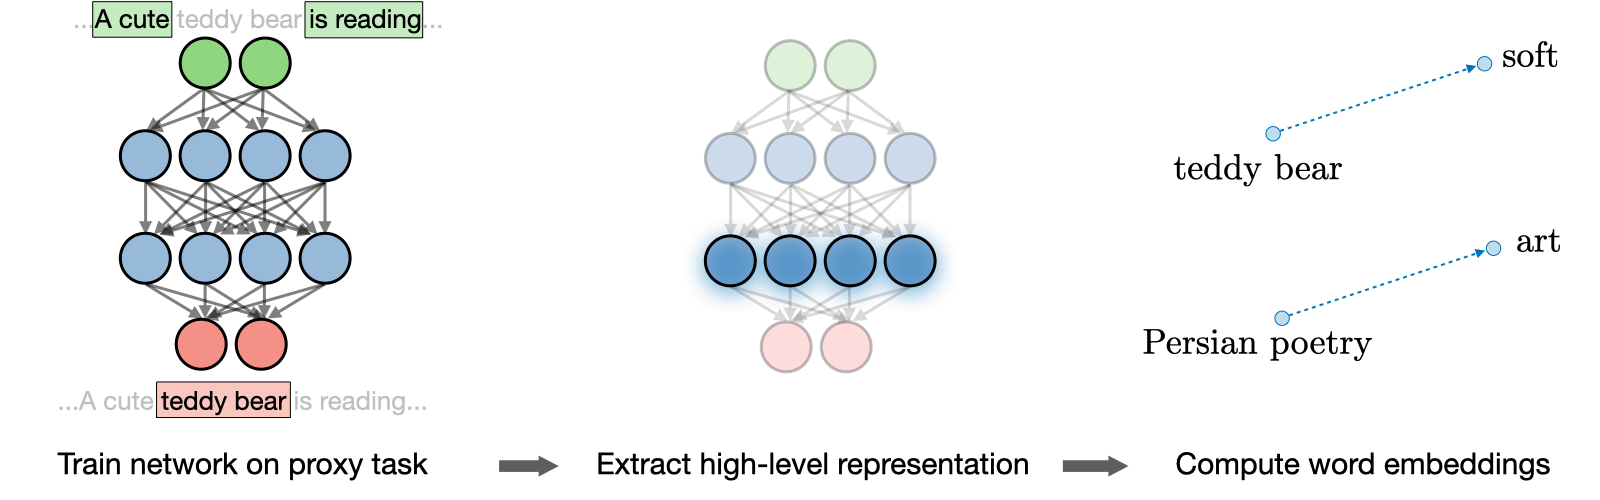 ...A cute teddy bear is reading...
...A cute teddy bear is reading...
Train network on proxy task
Extract high-level representation
soft
teddy bear
art
Persian poetry
Compute word embeddings